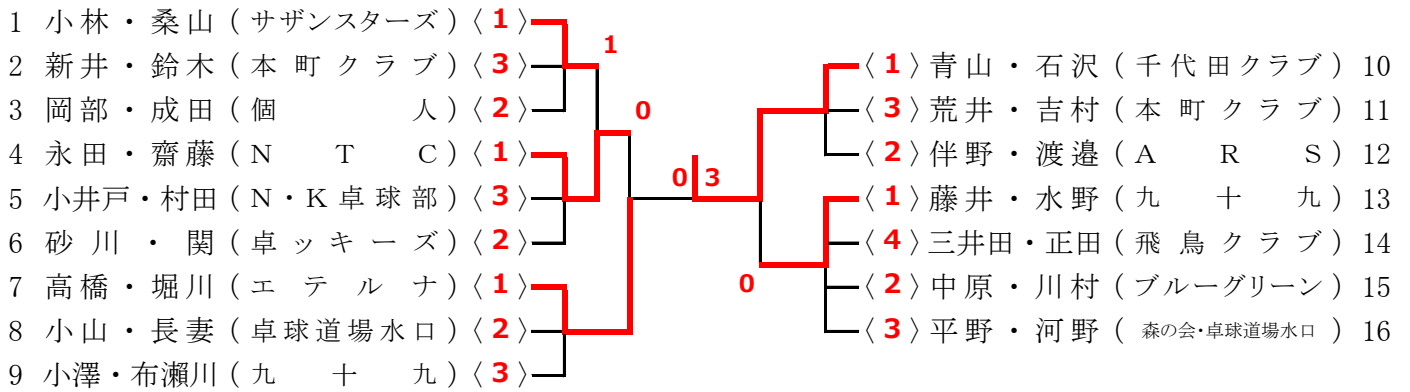 1 小林・桑山(サザンスターズ)〈1〉
2 新井・鈴木(本町クラブ)〈3〉
3 岡部・成田(個人)〈2〉
4 永田・齋藤(NTC)〈1〉
5 小井戸・村田(N・K卓球部)〈3〉
6 砂川・関(卓ッキーズ)〈2〉
7 高橋・堀川(エテルナ)〈1〉
8 小山・長妻(卓球道場水口)〈2〉
9 小澤・布瀬川(九十九)〈3〉
1
0
0 3
0
〈1〉青山・石沢(千代田クラブ) 10
〈3〉荒井・吉村(本町クラブ) 11
〈2〉伴野・渡邉(ARS) 12
〈1〉藤井・水野(九十九) 13
〈4〉三井田・正田(飛鳥クラブ) 14
〈2〉中原・川村(ブルーグリーン) 15
〈3〉平野・河野(森の会・卓球道場水口) 16